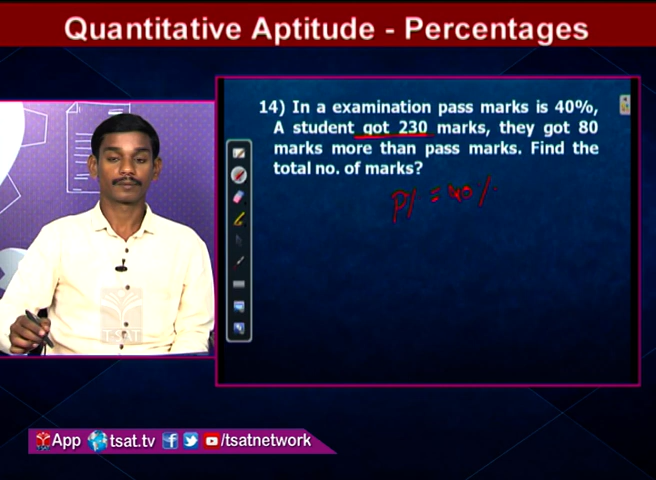 Quantitative Aptitude - Percentages
14) In a examination pass marks is 40%,
A student got 230 marks, they got 80
marks more than pass marks. Find the
total no. of marks?
P% = 40%
TSAT
App tsat.tv /tsatnetwork